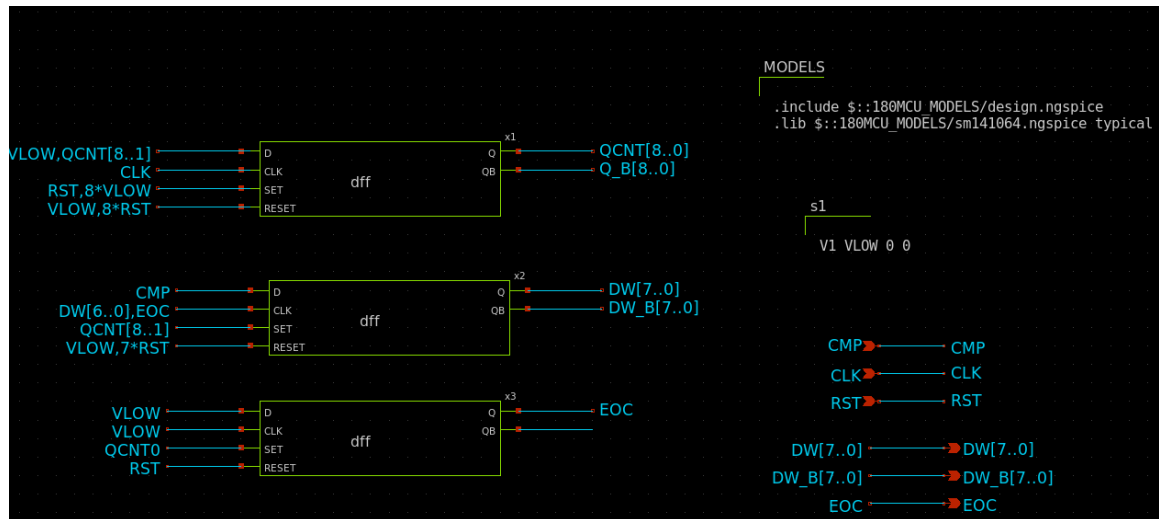 MODELS
.include $::180MCU_MODELS/design.ngspice
.lib $::180MCU_MODELS/sm141064.ngspice typical
x1
VLOW,QCNT[8..1] D Q QCNT[8..0]
CLK CLK QB Q_B[8..0]
dff
RST,8*VLOW SET
VLOW,8*RST RESET
s1
V1 VLOW 0 0
x2
CMP D Q DW[7..0]
DW[6..0],EOC CLK QB DW_B[7..0]
dff
QCNT[8..1] SET
VLOW,7*RST RESET
x3
VLOW D Q EOC
VLOW CLK QB
dff
QCNT0 SET
RST RESET
CMP CMP
CLK CLK
RST RST
DW[7..0] DW[7..0]
DW_B[7..0] DW_B[7..0]
EOC EOC